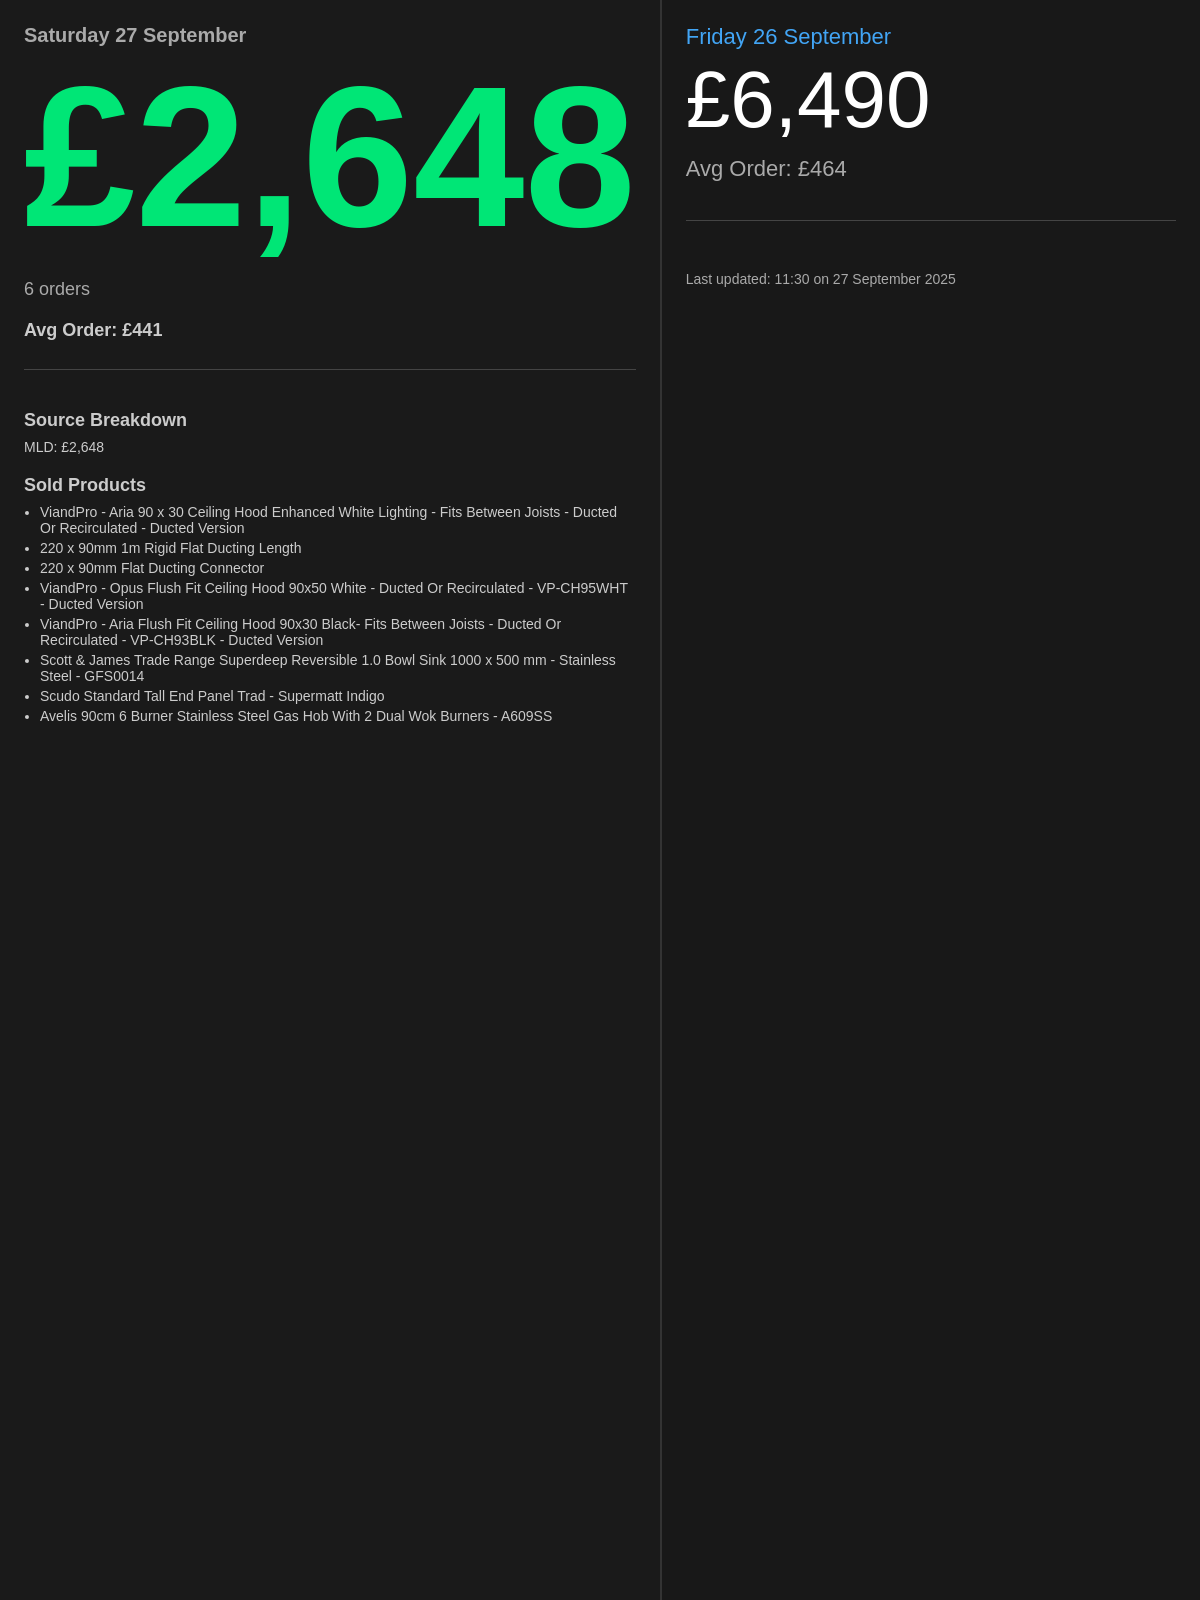 Saturday 27 September
£2,648
6 orders
Avg Order: £441
Source Breakdown
MLD: £2,648
Sold Products
• ViandPro - Aria 90 x 30 Ceiling Hood Enhanced White Lighting - Fits Between Joists - Ducted
Or Recirculated - Ducted Version
• 220 x 90mm 1m Rigid Flat Ducting Length
• 220 x 90mm Flat Ducting Connector
• ViandPro - Opus Flush Fit Ceiling Hood 90x50 White - Ducted Or Recirculated - VP-CH95WHT
- Ducted Version
• ViandPro - Aria Flush Fit Ceiling Hood 90x30 Black- Fits Between Joists - Ducted Or
Recirculated - VP-CH93BLK - Ducted Version
• Scott & James Trade Range Superdeep Reversible 1.0 Bowl Sink 1000 x 500 mm - Stainless
Steel - GFS0014
• Scudo Standard Tall End Panel Trad - Supermatt Indigo
• Avelis 90cm 6 Burner Stainless Steel Gas Hob With 2 Dual Wok Burners - A609SS
Friday 26 September
£6,490
Avg Order: £464
Last updated: 11:30 on 27 September 2025